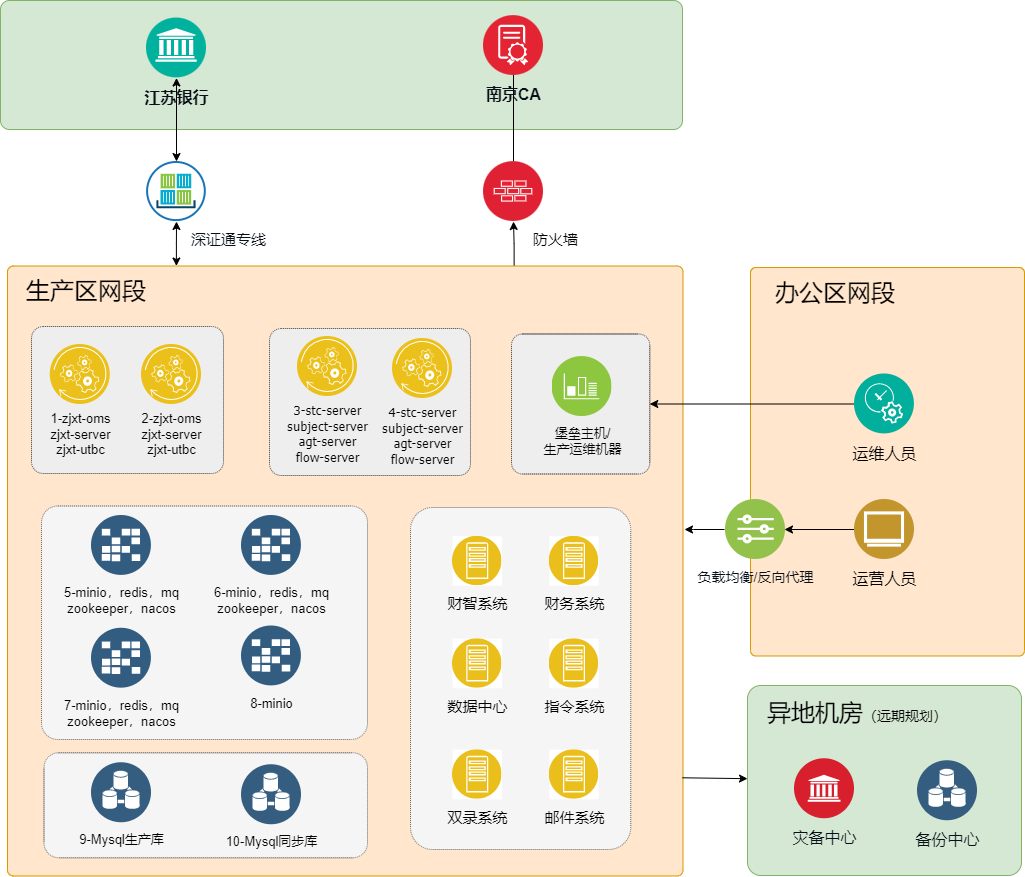 江苏银行
南京CA
深证通专线
防火墙
生产区网段
1-zjxt-oms
zjxt-server
zjxt-utbc
2-zjxt-oms
zjxt-server
zjxt-utbc
3-stc-server
subject-server
agt-server
flow-server
4-stc-server
subject-server
agt-server
flow-server
堡垒主机/
生产运维机器
5-minio，redis，mq
zookeeper，nacos
6-minio，redis，mq
zookeeper，nacos
7-minio，redis，mq
zookeeper，nacos
8-minio
9-Mysql生产库
10-Mysql同步库
财智系统
财务系统
数据中心
指令系统
双录系统
邮件系统
办公区网段
运维人员
负载均衡/反向代理
运营人员
异地机房（远期规划）
灾备中心
备份中心